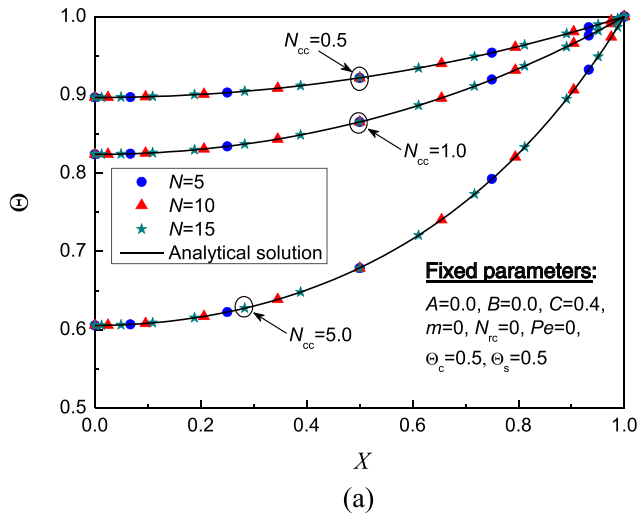 1.0
0.9
0.8
0.7
0.6
0.5
Θ
0.0
0.2
0.4
0.6
0.8
1.0
X
N_cc=0.5
N_cc=1.0
N_cc=5.0
N=5
N=10
N=15
Analytical solution
Fixed parameters:
A=0.0, B=0.0, C=0.4,
m=0, N_rc=0, Pe=0,
Θ_c=0.5, Θ_s=0.5
(a)